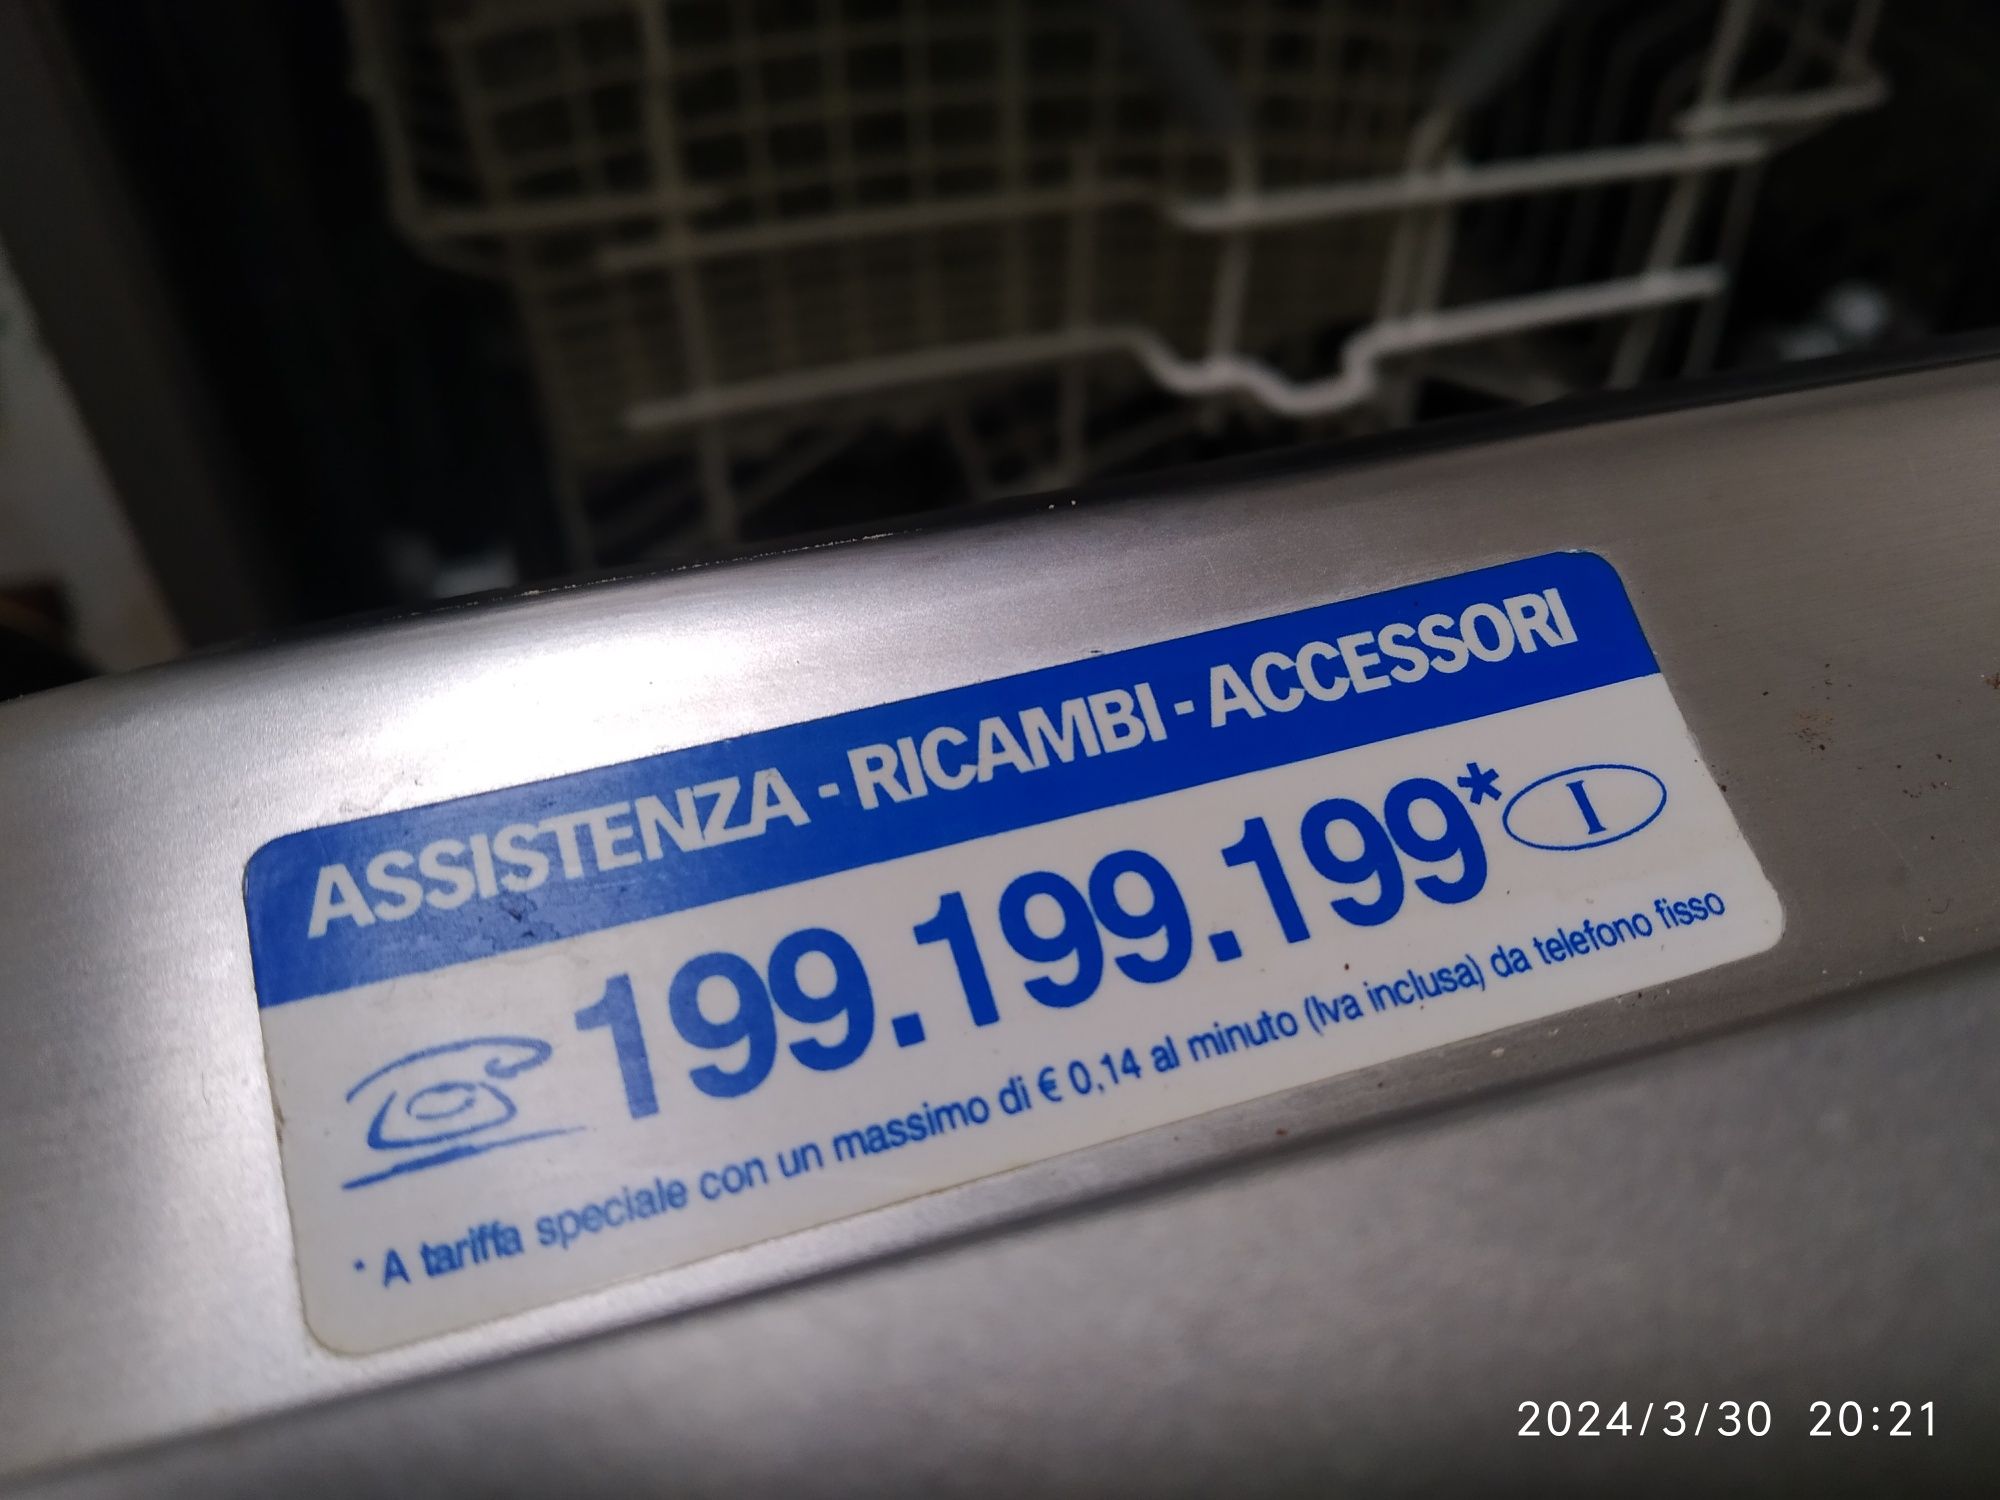 ASSISTENZA - RICAMBI - ACCESSORI
199.199.199* I
* A tariffa speciale con un massimo di € 0,14 al minuto (Iva inclusa) da telefono fisso
2024/3/30 20:21